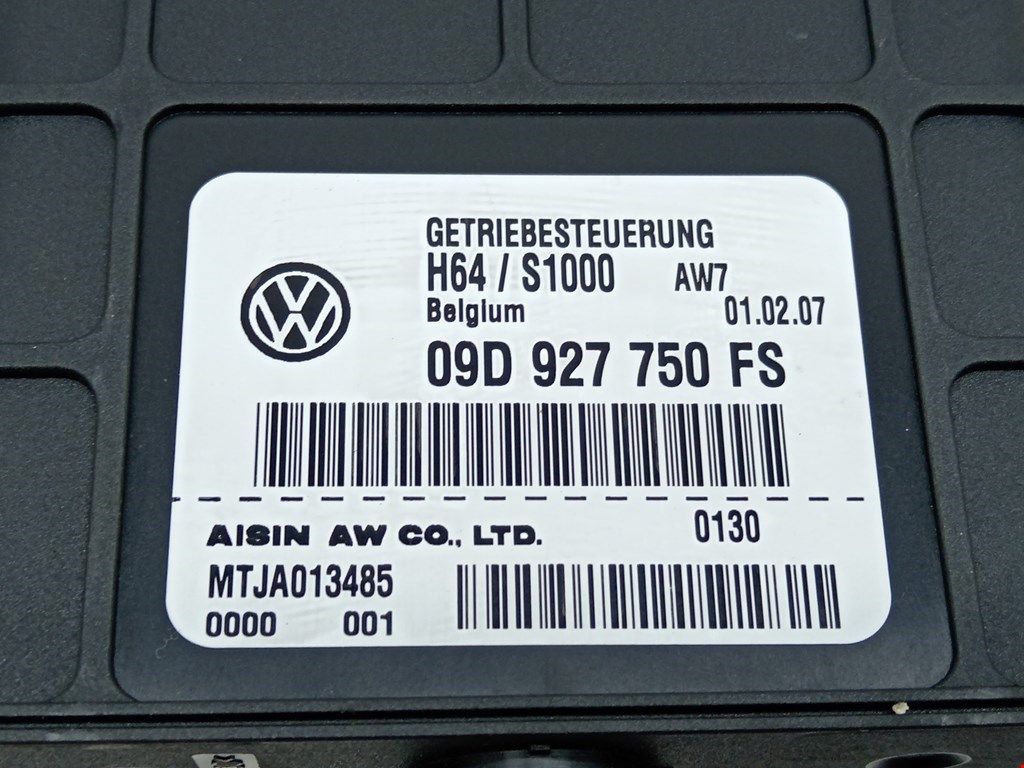 GETRIEBESTEUERUNG
H64 / S1000 AW7
Belgium 01.02.07
09D 927 750 FS
AISIN AW CO., LTD. 0130
MTJA013485
0000 001